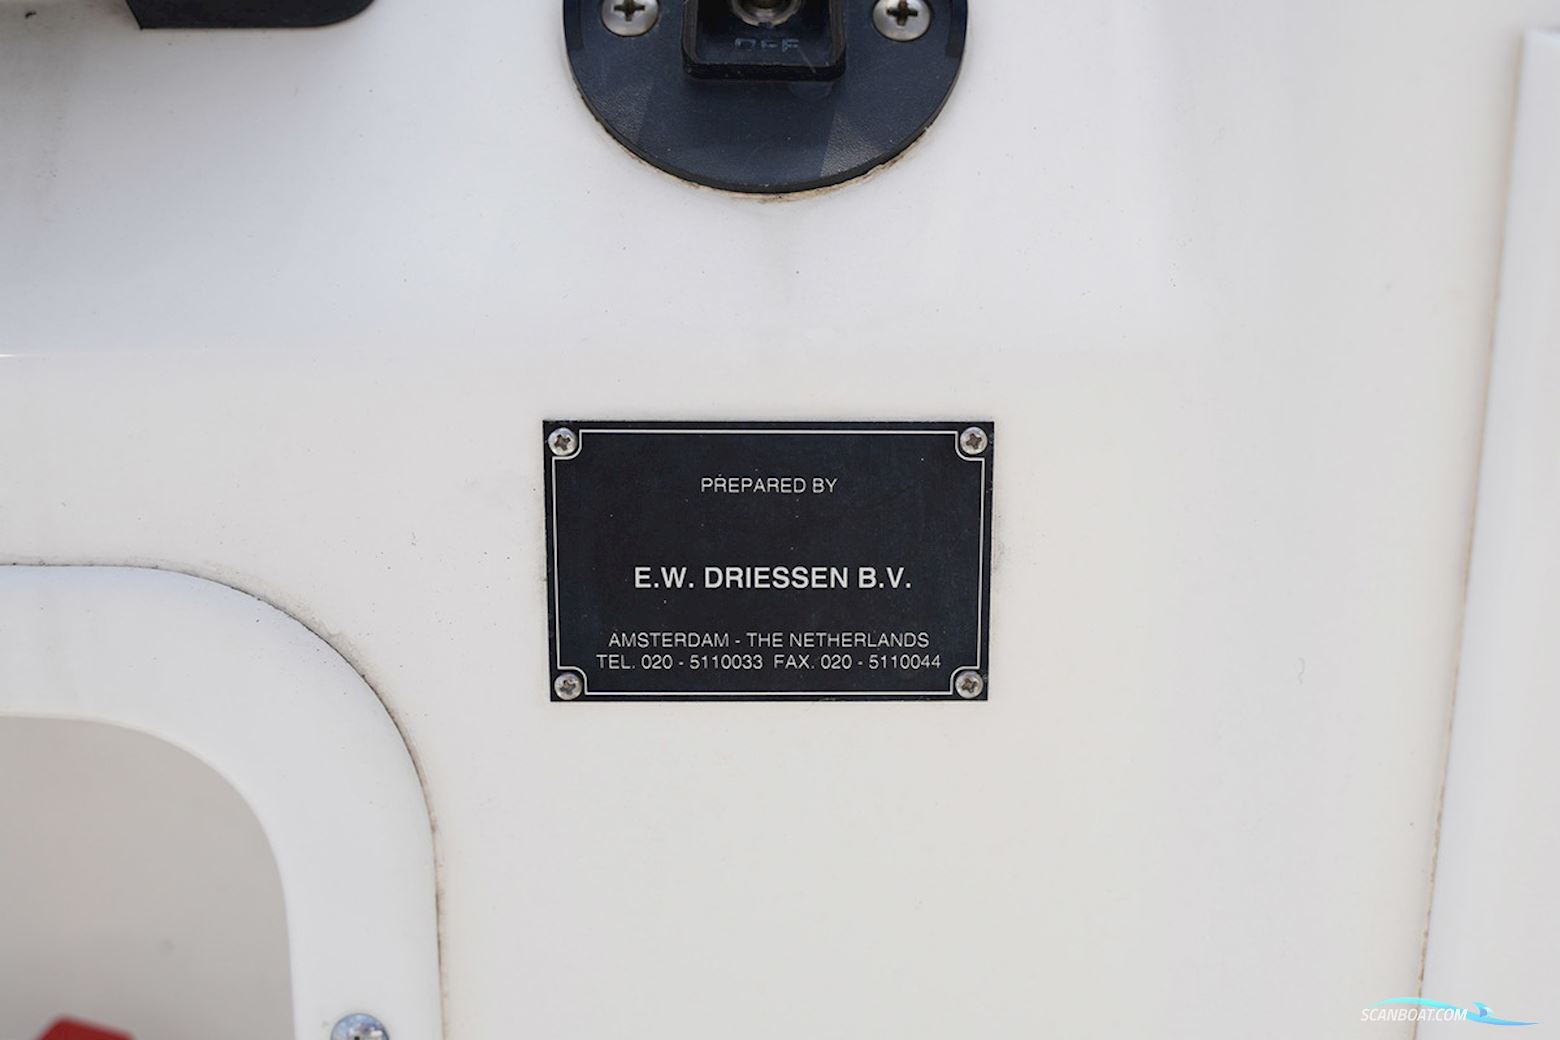 OFF
PREPARED BY
E.W. DRIESSEN B.V.
AMSTERDAM - THE NETHERLANDS
TEL. 020 - 5110033 FAX. 020 - 5110044
SCANBOAT.COM